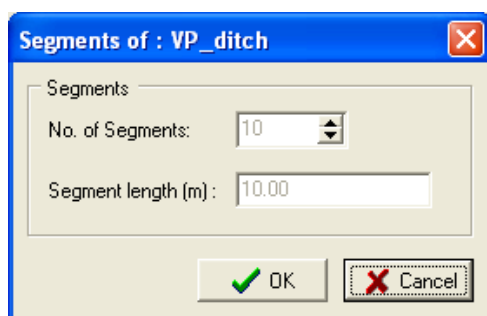 Segments of : VP_ditch
Segments
No. of Segments: 10
Segment length (m) : 10.00
OK Cancel